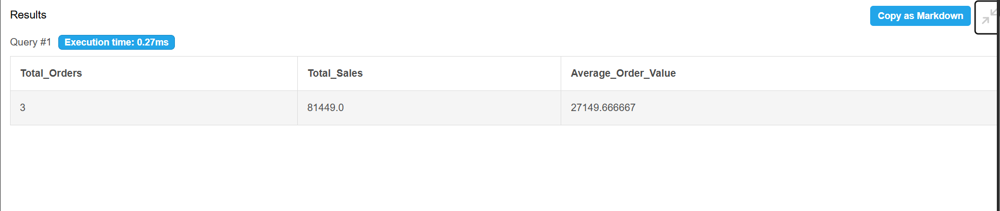 Results
Copy as Markdown
Query #1 Execution time: 0.27ms
Total_Orders Total_Sales Average_Order_Value
3 81449.0 27149.666667